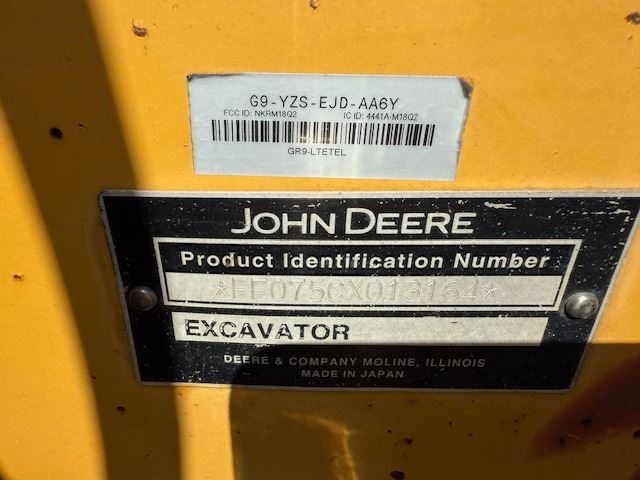 G9-YZS-EJD-AA6Y
FCC ID: NKRM18Q2 IC ID: 4441A-M18Q2
GR9-LTETEL
JOHN DEERE
Product Identification Number
*FF075CX013164*
EXCAVATOR
DEERE & COMPANY MOLINE, ILLINOIS
MADE IN JAPAN